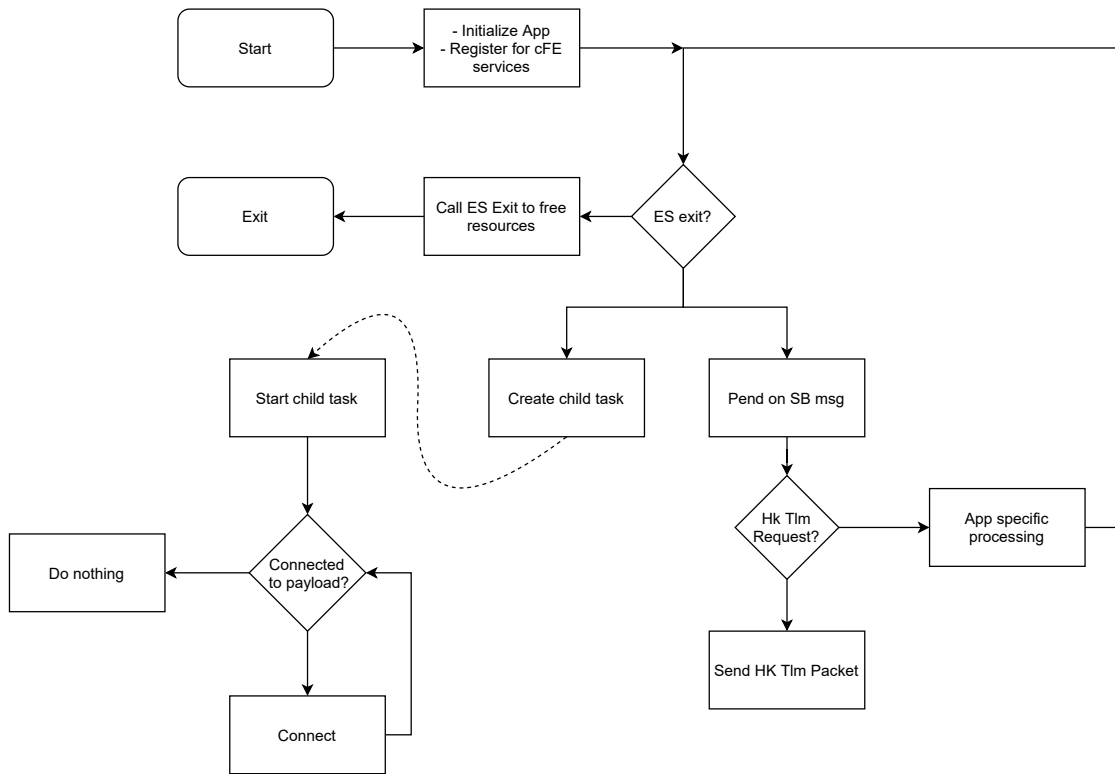 Start
- Initialize App
- Register for cFE
services
Exit
Call ES Exit to free
resources
ES exit?
Start child task
Create child task
Pend on SB msg
Do nothing
Connected
to payload?
Hk Tlm
Request?
App specific
processing
Send HK Tlm Packet
Connect